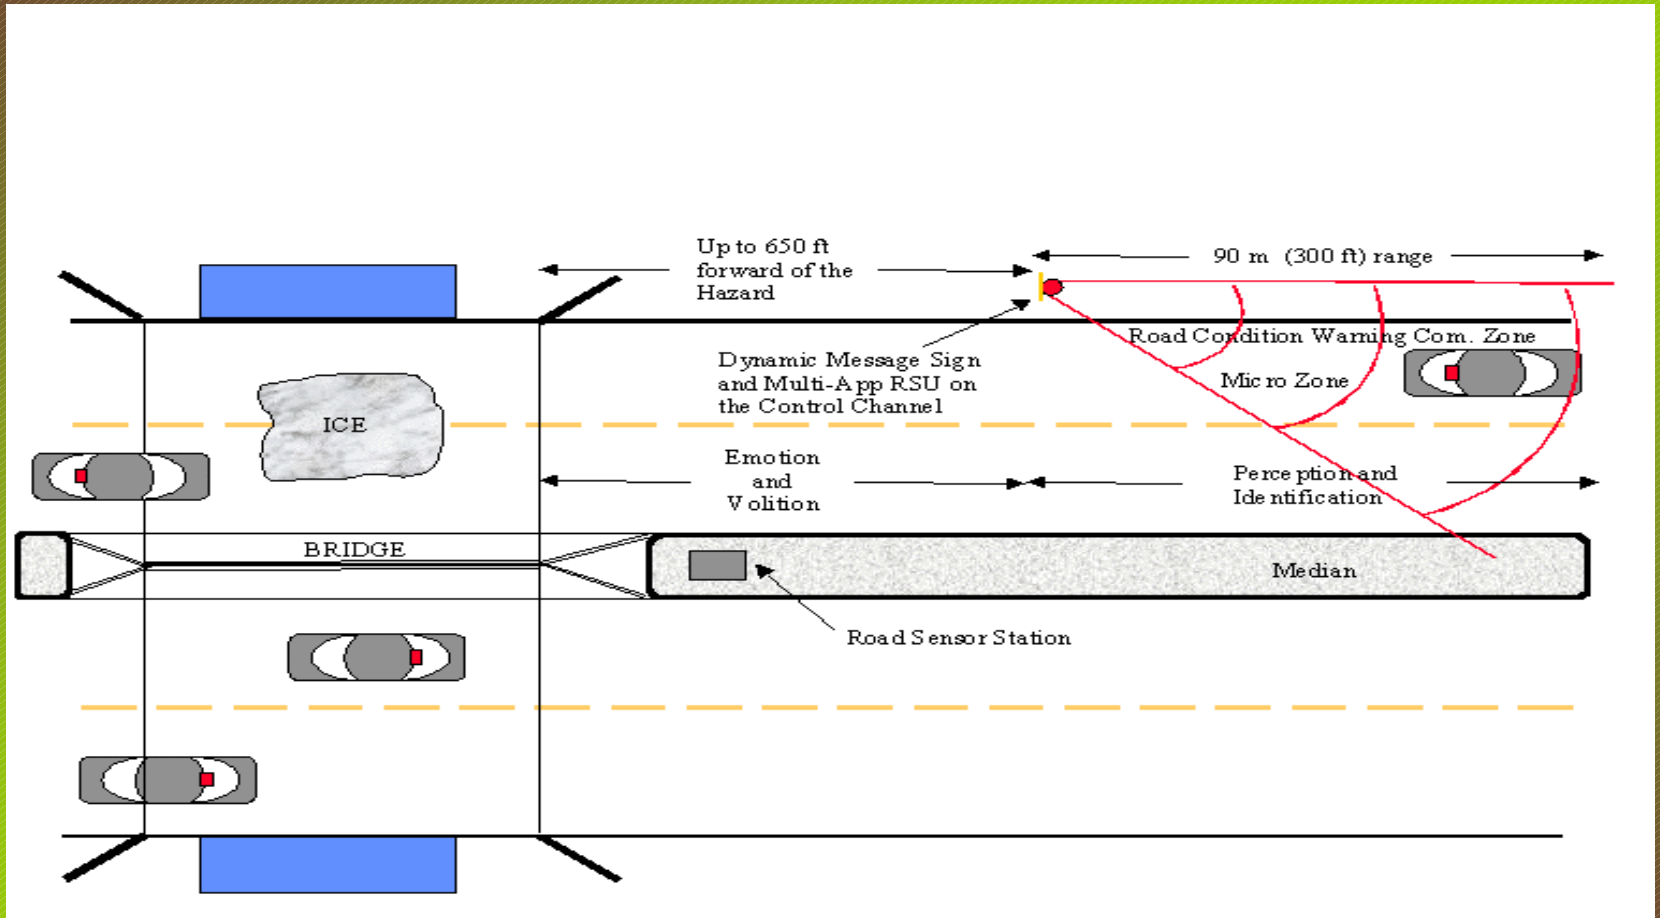 Up to 650 ft
forward of the
Hazard
90 m (300 ft) range
Road Condition Warning Com. Zone
Dynamic Message Sign
and Multi-App RSU on
the Control Channel
Micro Zone
ICE
Emotion
and
Volition
Perception and
Identification
BRIDGE
Median
Road Sensor Station